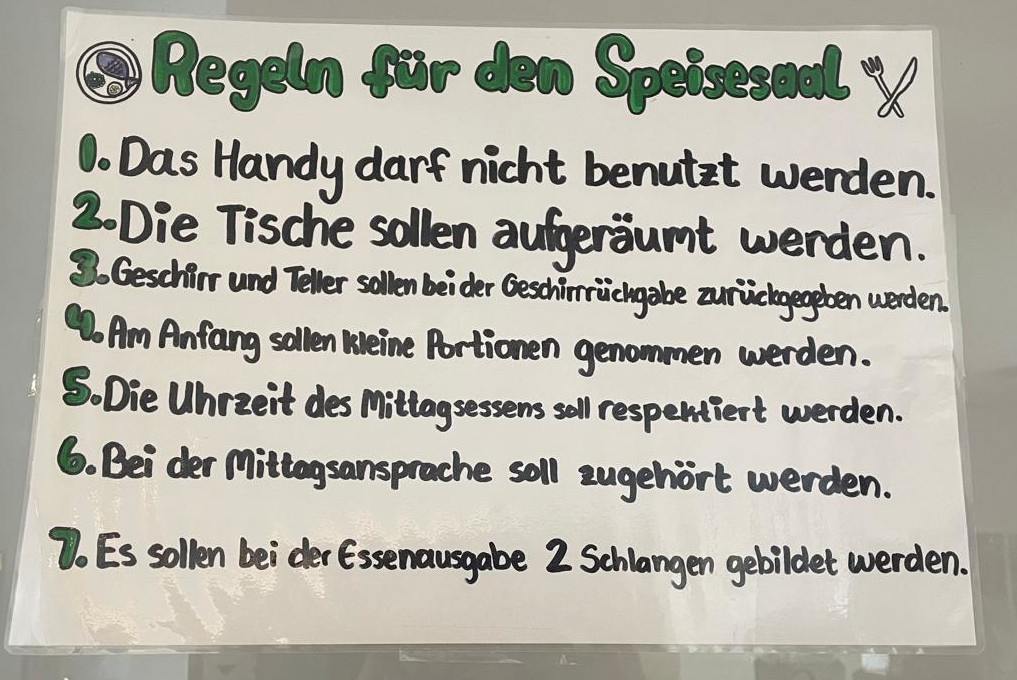 Regeln für den Speisesaal
1. Das Handy darf nicht benutzt werden.
2. Die Tische sollen aufgeräumt werden.
3. Geschirr und Teller sollen bei der Geschirrrückgabe zurückgegeben werden.
4. Am Anfang sollen kleine Portionen genommen werden.
5. Die Uhrzeit des Mittagsessens soll respektiert werden.
6. Bei der Mittagsansprache soll zugehört werden.
7. Es sollen bei der Essenausgabe 2 Schlangen gebildet werden.